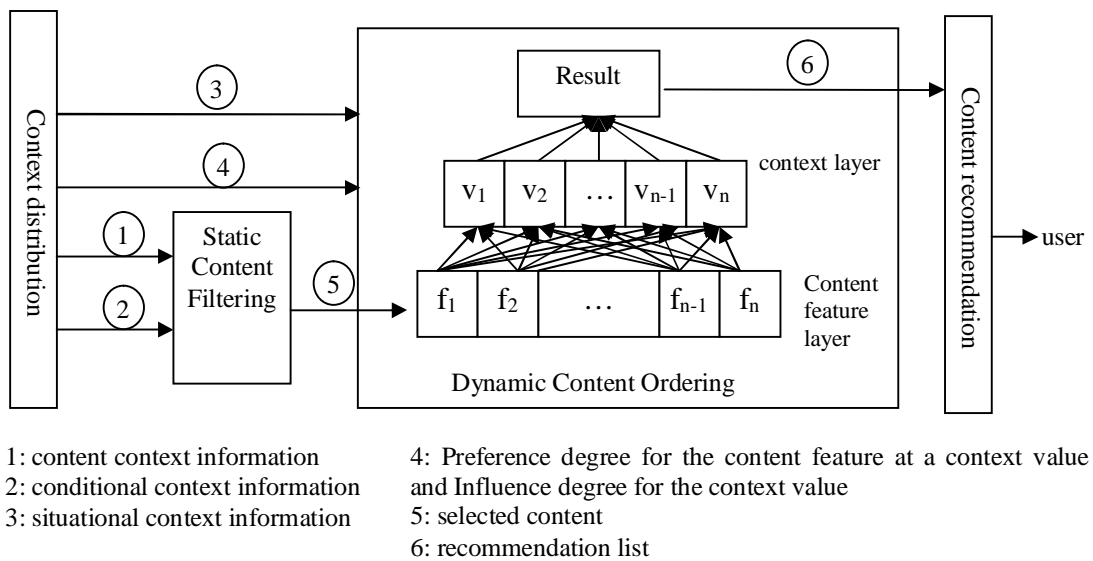 Context distribution
3
4
1
2
Static
Content
Filtering
5
Result
6
context layer
v1 v2 … vn-1 vn
f1 f2 … fn-1 fn
Content
feature
layer
Dynamic Content Ordering
Content recommendation
user
1: content context information
2: conditional context information
3: situational context information
4: Preference degree for the content feature at a context value
and Influence degree for the context value
5: selected content
6: recommendation list